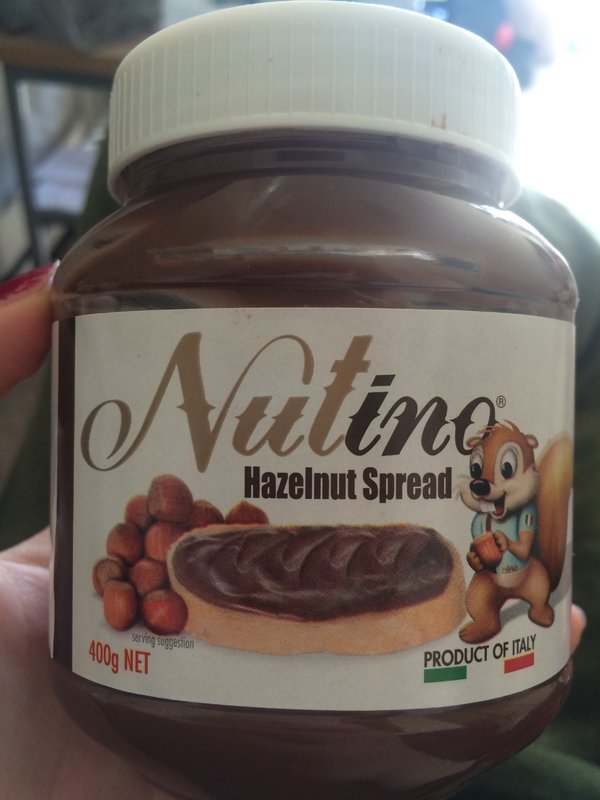 Nutino®
Hazelnut Spread
serving suggestion
400g NET
PRODUCT OF ITALY